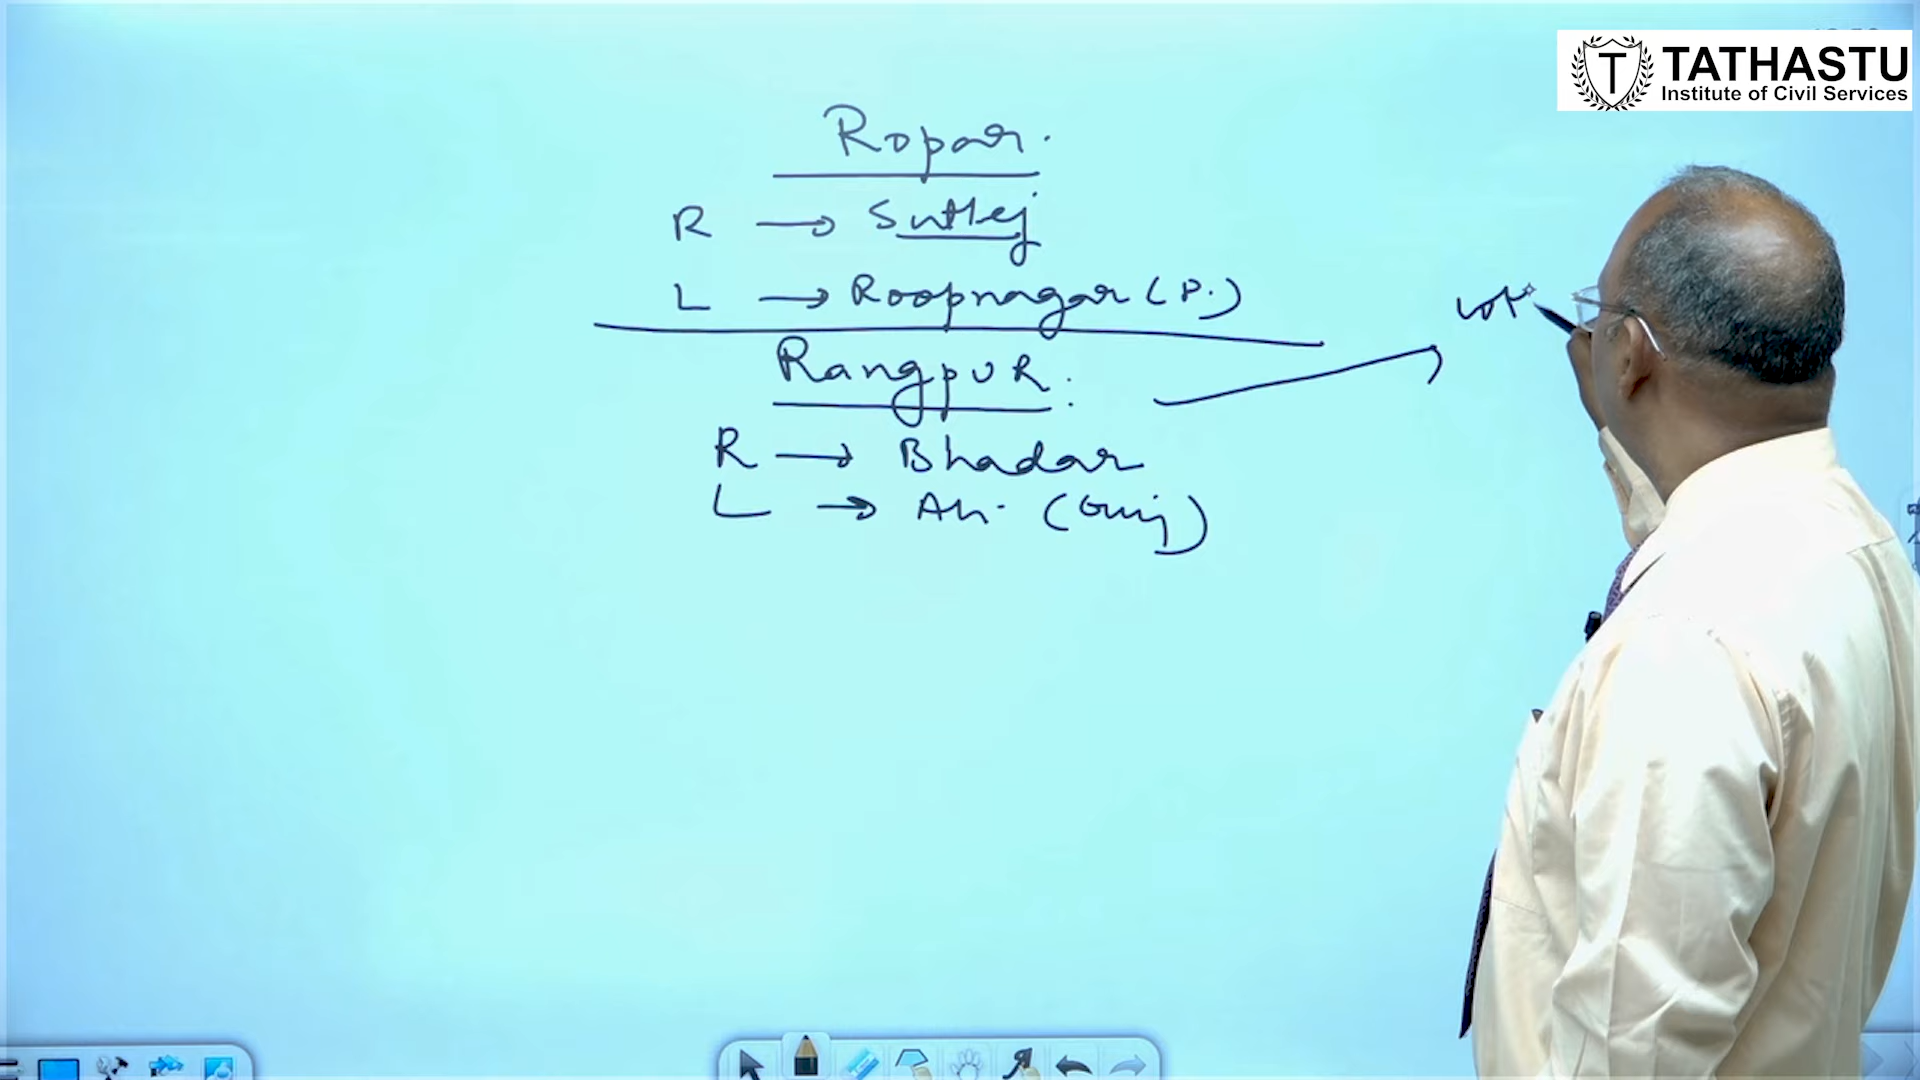 TATHASTU
Institute of Civil Services
T
Ropar.
R → Sutlej
L → Roopnagar (P.)
Rangpur.
R → Bhadar
L → Ah. (Guj)